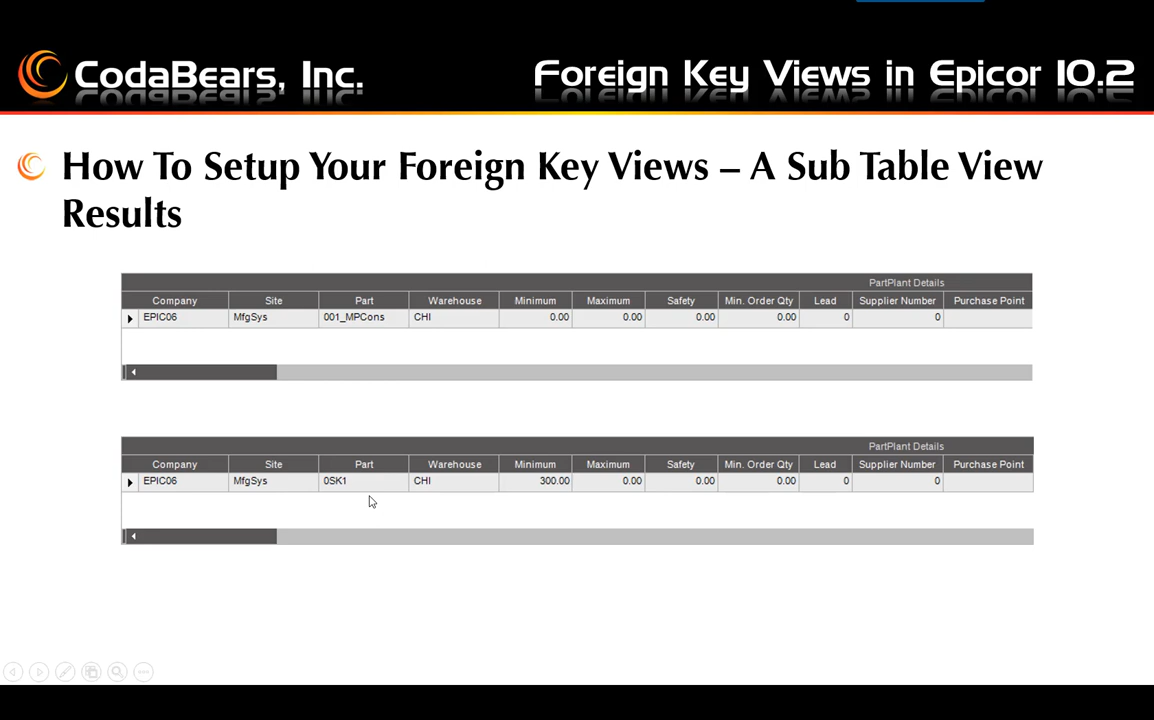 CodaBears, Inc.
Foreign Key Views in Epicor 10.2
How To Setup Your Foreign Key Views – A Sub Table View
Results
PartPlant Details
Company Site Part Warehouse Minimum Maximum Safety Min. Order Qty Lead Supplier Number Purchase Point
EPIC06 MfgSys 001_MPCons CHI 0.00 0.00 0.00 0.00 0 0
PartPlant Details
Company Site Part Warehouse Minimum Maximum Safety Min. Order Qty Lead Supplier Number Purchase Point
EPIC06 MfgSys 0SK1 CHI 300.00 0.00 0.00 0.00 0 0